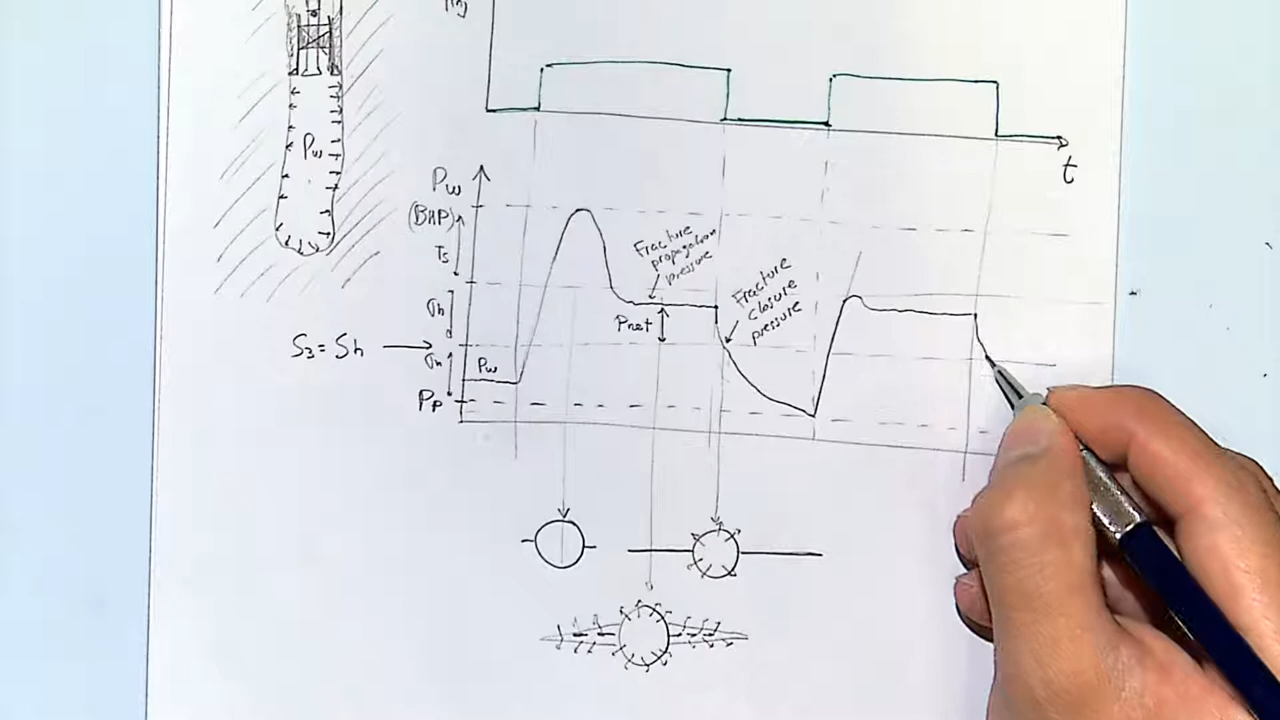 t
Pw
Pw
(BHP)
Ts
Fracture
propagation
pressure
Fracture
closure
pressure
σh
Pnet
S3 = Sh
σh
Pw
Pp